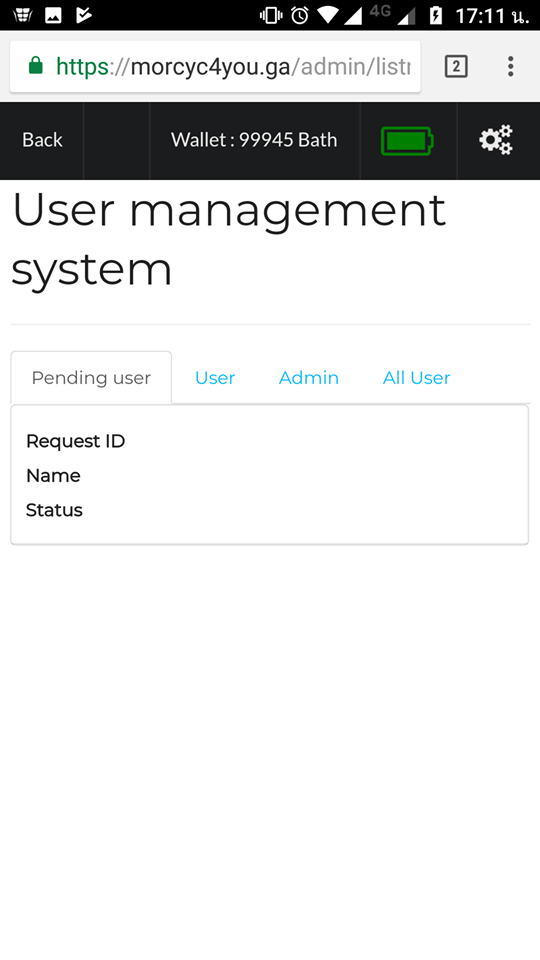 4G 17:11 น.
https://morcyc4you.ga/admin/listr
2
Back Wallet : 99945 Bath
User management
system
Pending user User Admin All User
Request ID
Name
Status